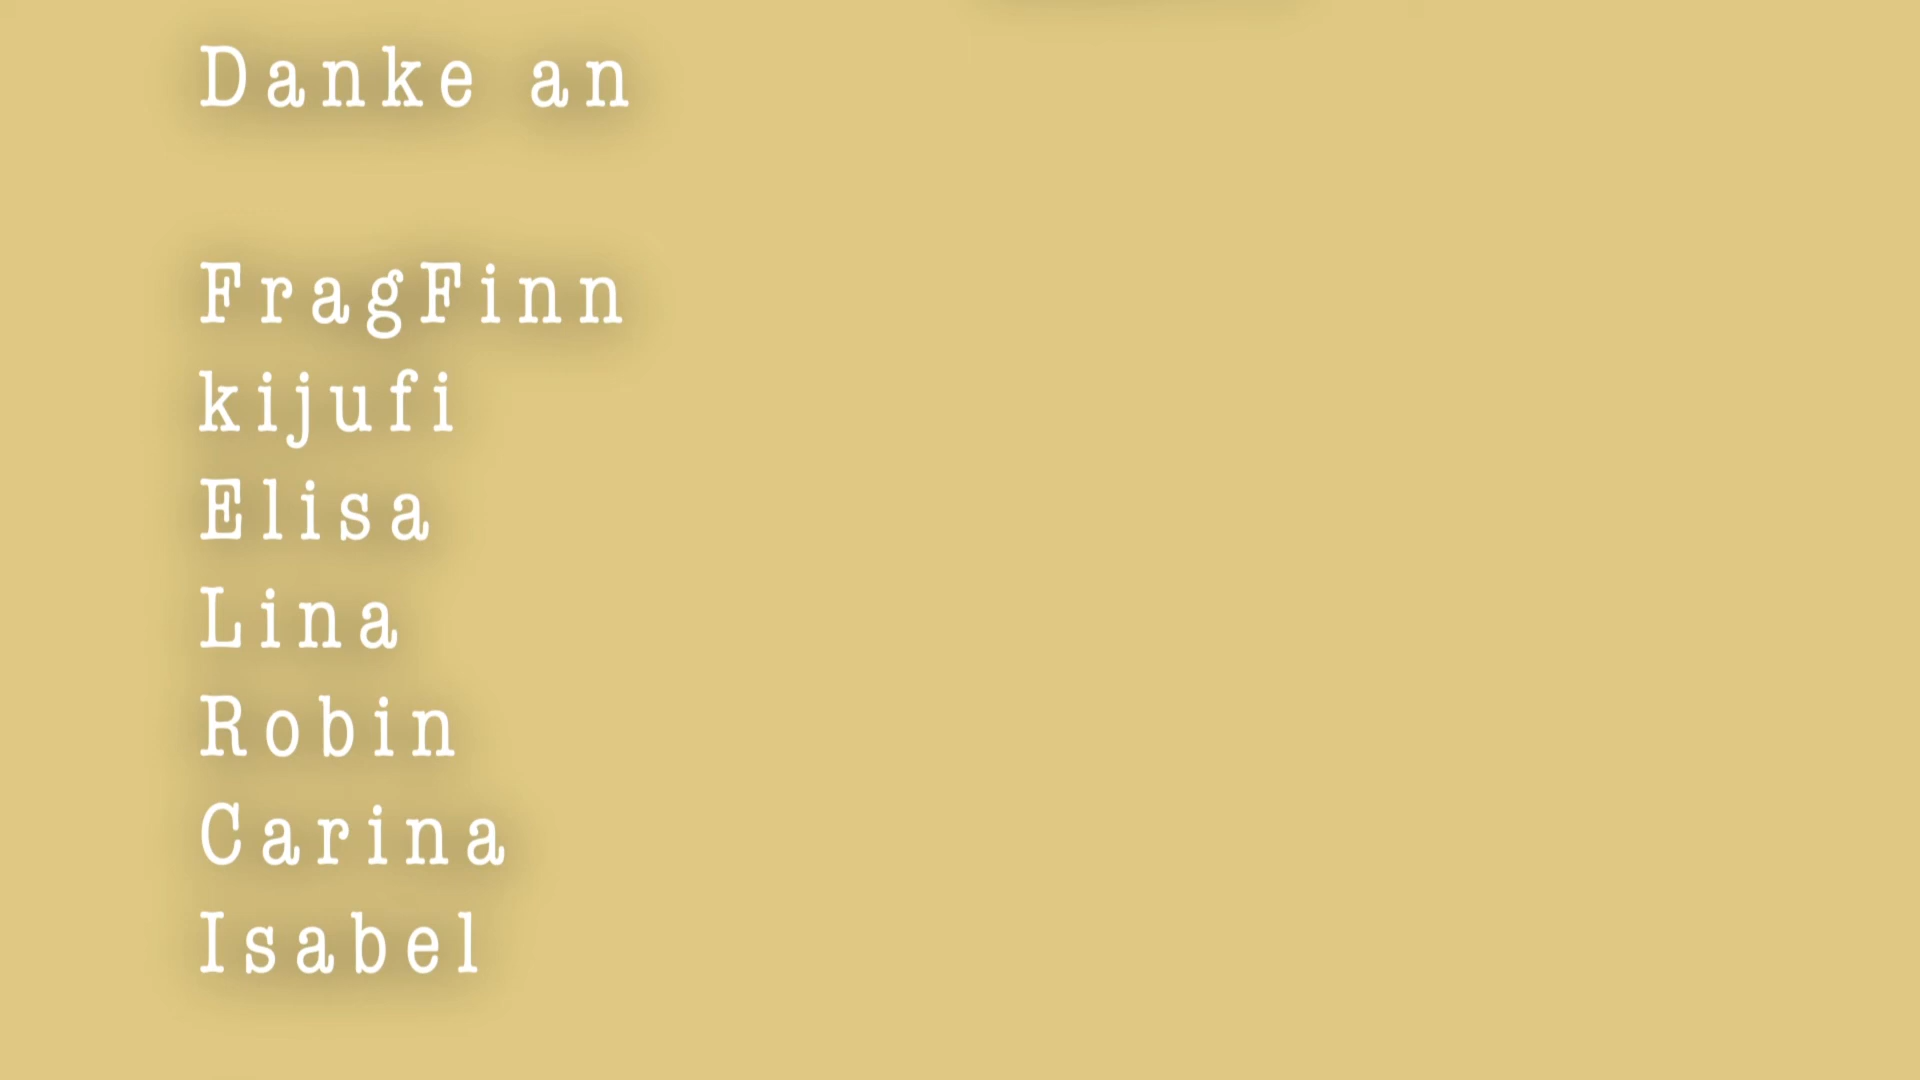 Danke an
FragFinn
kijufi
Elisa
Lina
Robin
Carina
Isabel